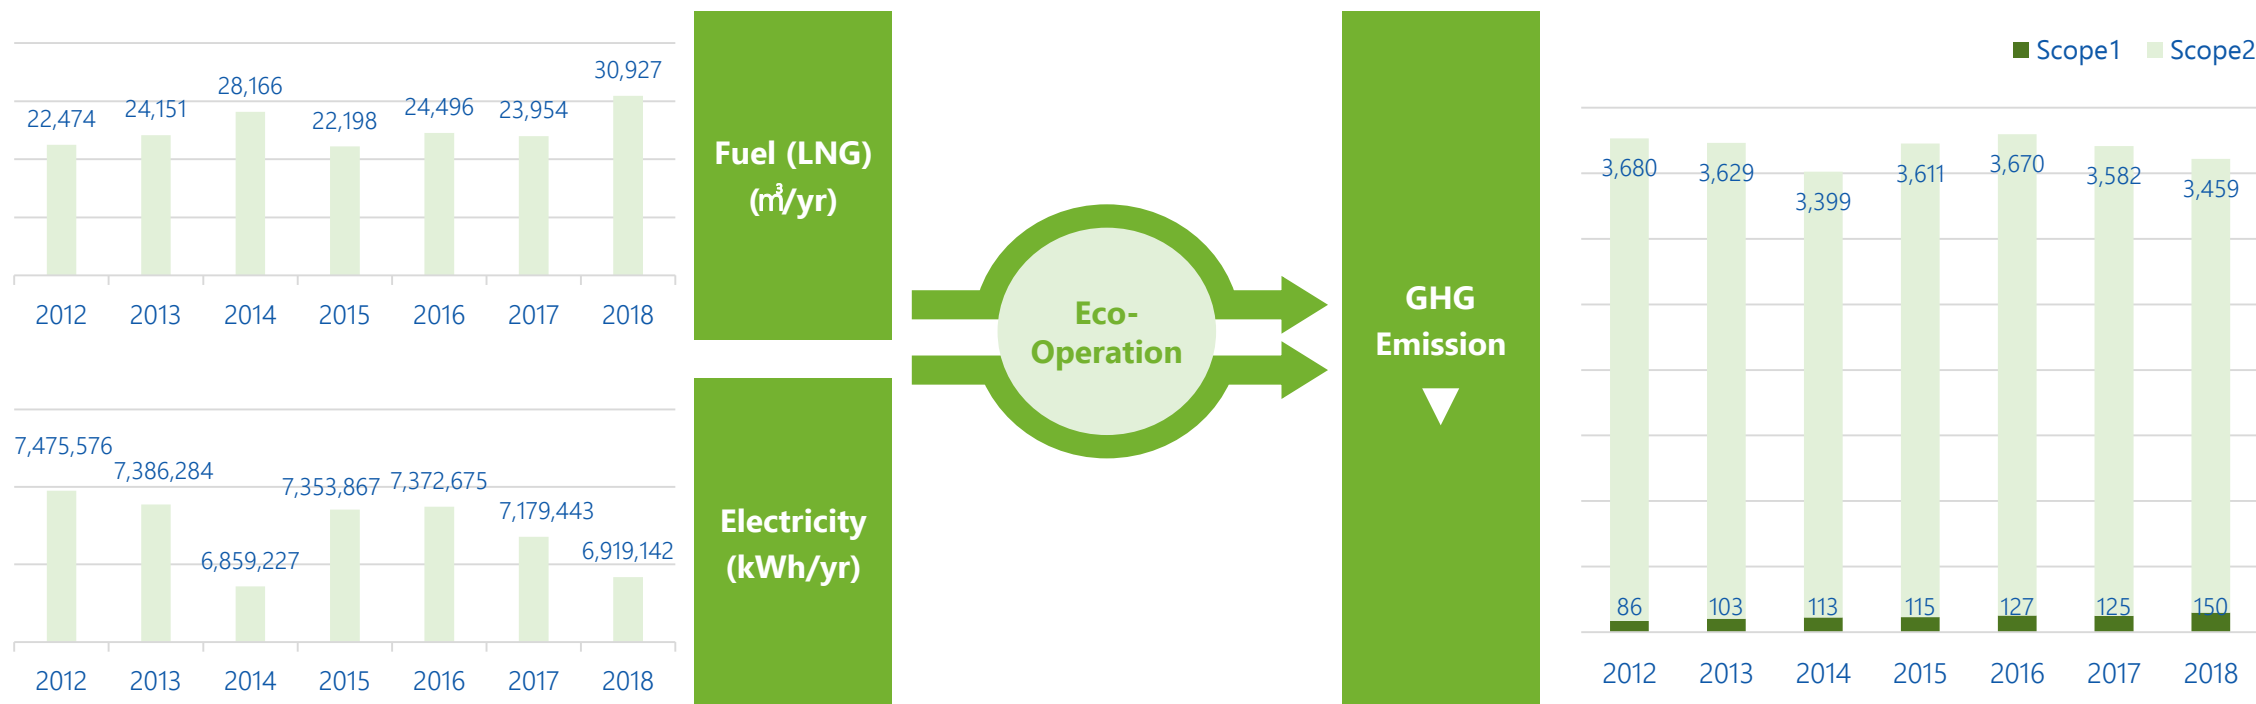 30,927
28,166
24,151
24,496
23,954
22,474
22,198
2012 2013 2014 2015 2016 2017 2018
Fuel (LNG)
(㎥/yr)
7,475,576
7,386,284
7,353,867
7,372,675
7,179,443
6,859,227
6,919,142
2012 2013 2014 2015 2016 2017 2018
Electricity
(kWh/yr)
Eco-
Operation
GHG
Emission
Scope1 Scope2
3,680 3,629 3,399 3,611 3,670 3,582 3,459
86 103 113 115 127 125 150
2012 2013 2014 2015 2016 2017 2018